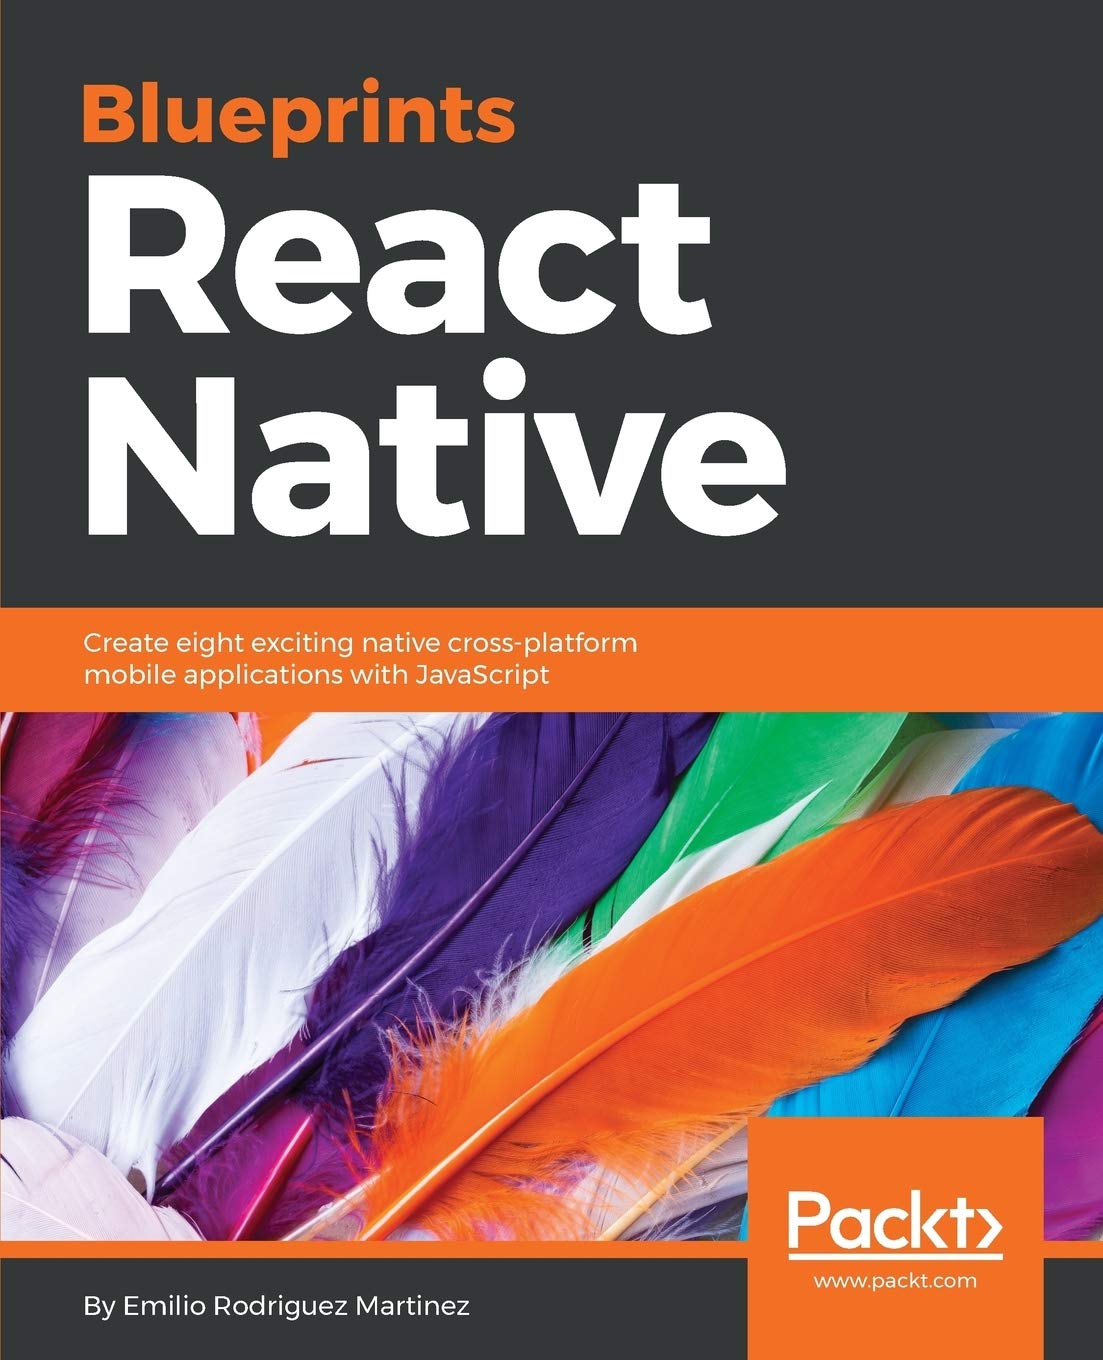 Blueprints
React
Native
Create eight exciting native cross-platform
mobile applications with JavaScript
Packt>
www.packt.com
By Emilio Rodriguez Martinez